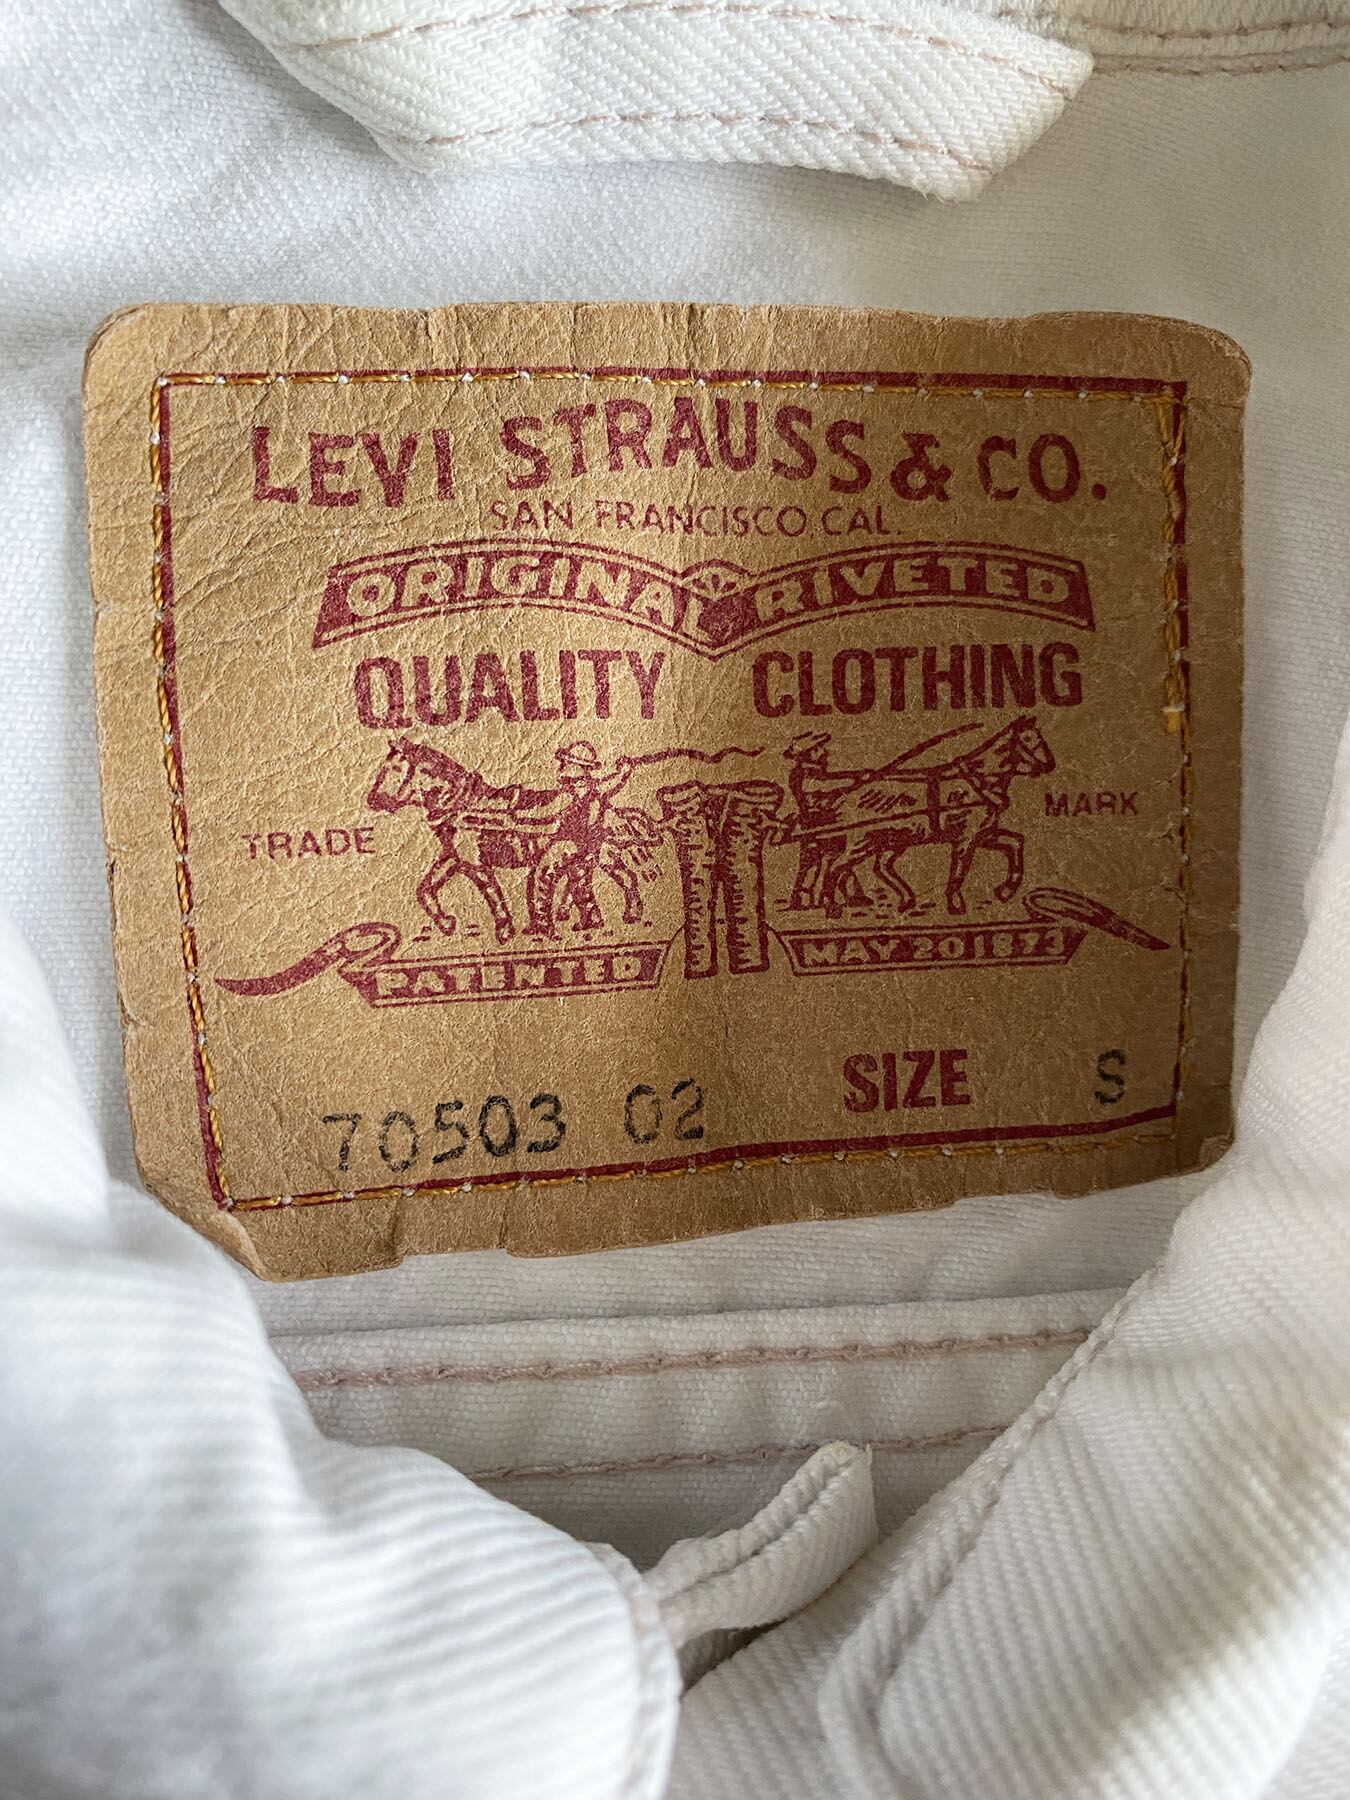 LEVI STRAUSS & CO.
SAN FRANCISCO, CAL.
ORIGINAL RIVETED
QUALITY CLOTHING
TRADE MARK
PATENTED MAY 20 1873
SIZE S
70503 02